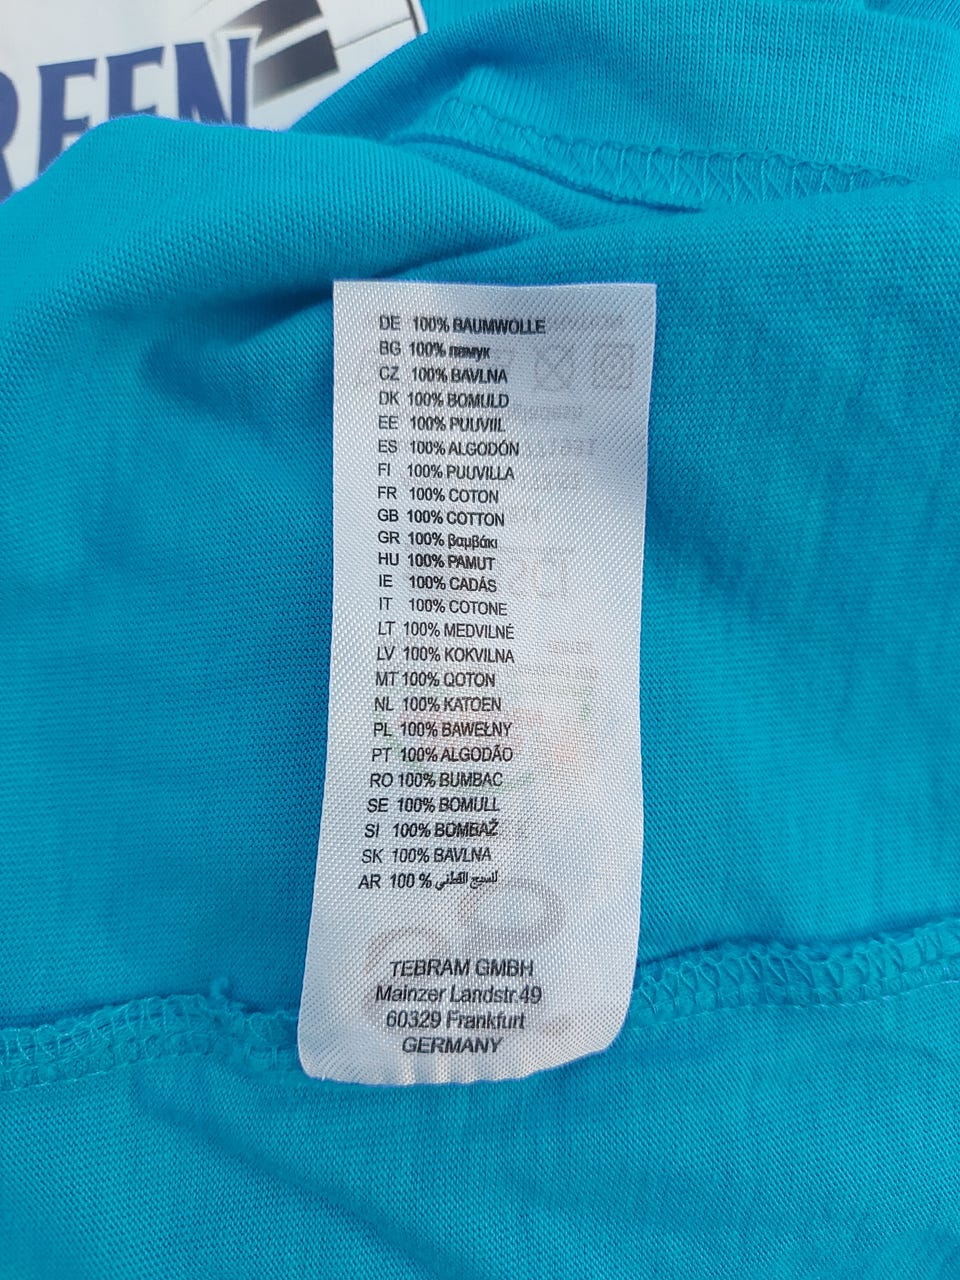 REEN
DE 100% BAUMWOLLE
BG 100% памук
CZ 100% BAVLNA
DK 100% BOMULD
EE 100% PUUVIIL
ES 100% ALGODÓN
FI 100% PUUVILLA
FR 100% COTON
GB 100% COTTON
GR 100% βαμβάκι
HU 100% PAMUT
IE 100% CADÁS
IT 100% COTONE
LT 100% MEDVILNÉ
LV 100% KOKVILNA
MT 100% QOTON
NL 100% KATOEN
PL 100% BAWEŁNY
PT 100% ALGODÃO
RO 100% BUMBAC
SE 100% BOMULL
SI 100% BOMBAŽ
SK 100% BAVLNA
AR 100 %
TEBRAM GMBH
Mainzer Landstr.49
60329 Frankfurt
GERMANY